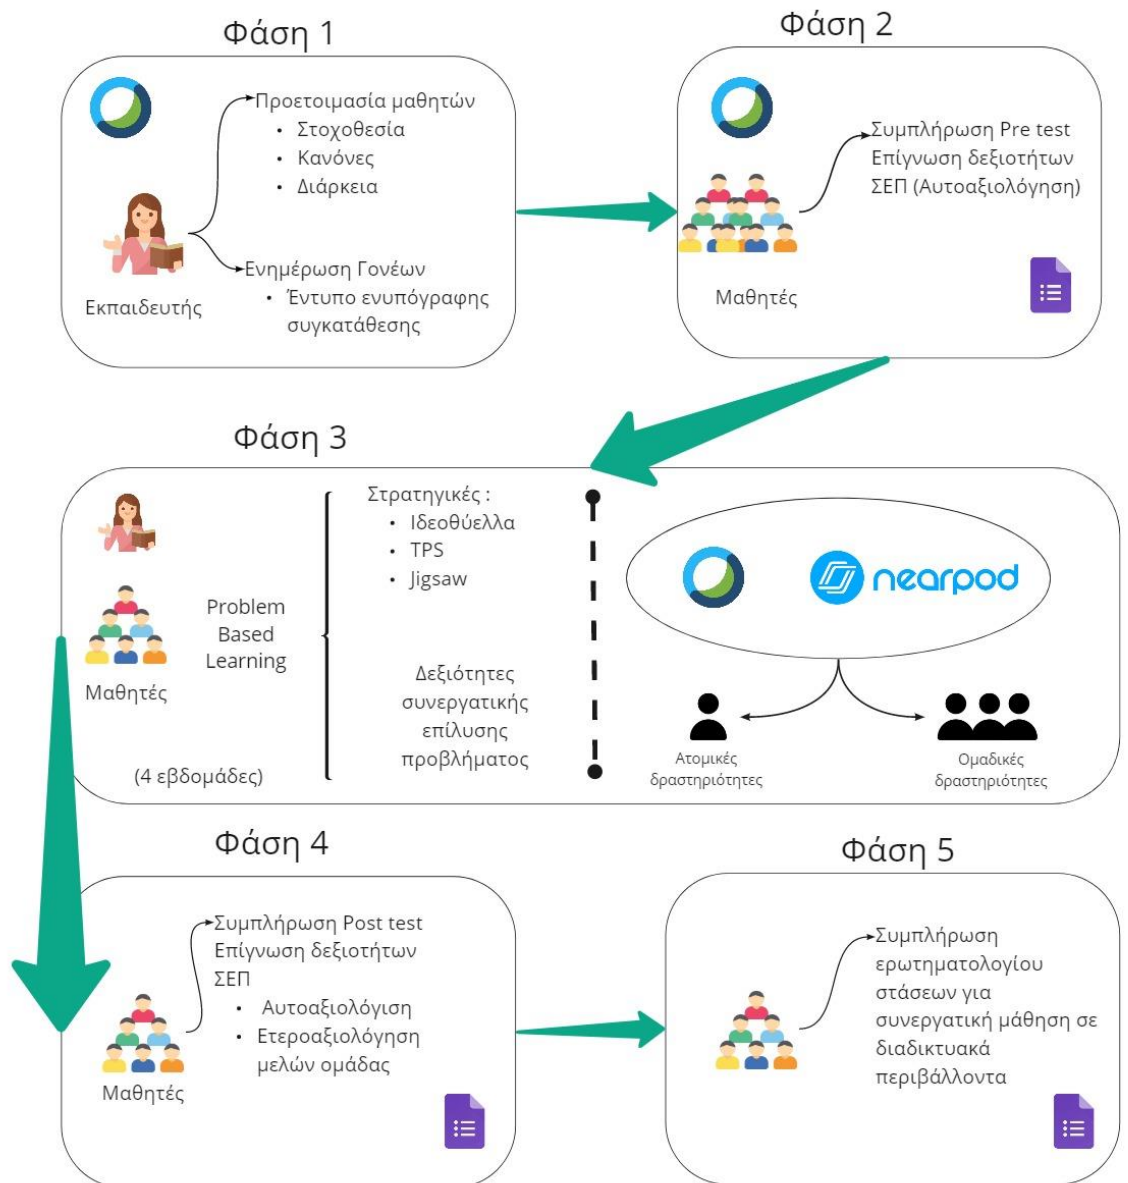 Φάση 1
Προετοιμασία μαθητών
• Στοχοθεσία
• Κανόνες
• Διάρκεια
Εκπαιδευτής
Ενημέρωση Γονέων
• Έντυπο ενυπόγραφης
συγκατάθεσης
Φάση 2
Συμπλήρωση Pre test
Επίγνωση δεξιοτήτων
ΣΕΠ (Αυτοαξιολόγηση)
Μαθητές
Φάση 3
Μαθητές
Problem
Based
Learning
(4 εβδομάδες)
Στρατηγικές :
• Ιδεοθύελλα
• TPS
• Jigsaw
Δεξιότητες
συνεργατικής
επίλυσης
προβλήματος
nearpod
Ατομικές
δραστηριότητες
Ομαδικές
δραστηριότητες
Φάση 4
Συμπλήρωση Post test
Επίγνωση δεξιοτήτων
ΣΕΠ
• Αυτοαξιολόγιση
• Ετεροαξιολόγηση
μελών ομάδας
Μαθητές
Φάση 5
Συμπλήρωση
ερωτηματολογίου
στάσεων για
συνεργατική μάθηση σε
διαδικτυακά
περιβάλλοντα